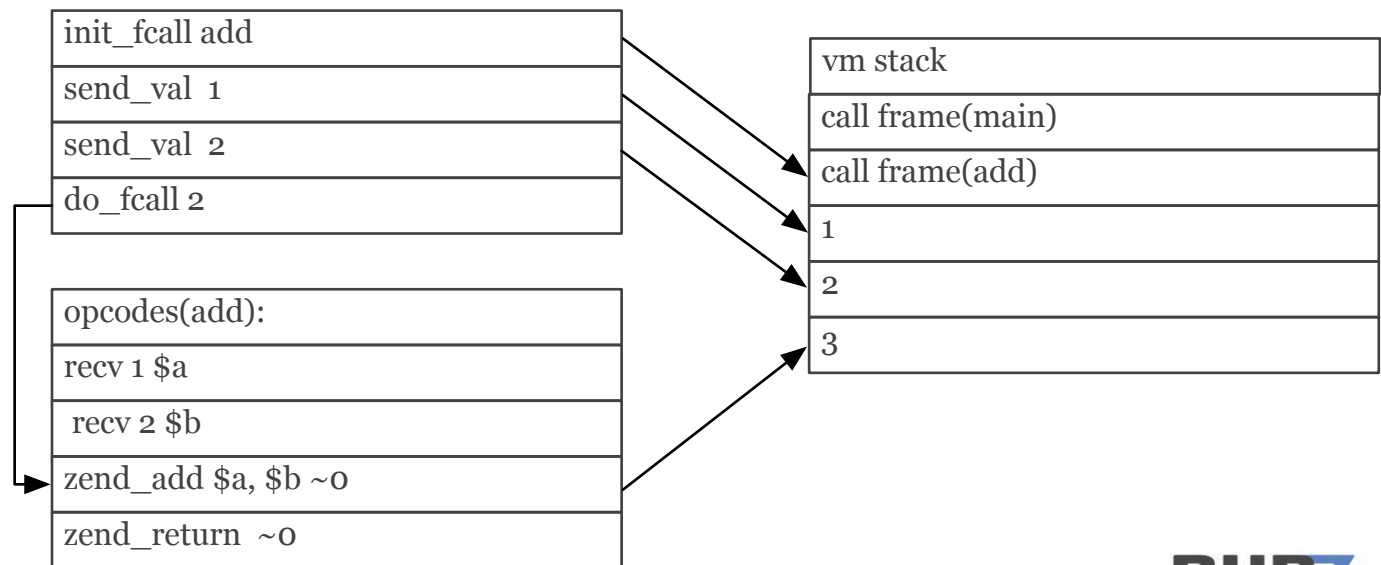 init_fcall add
send_val 1
send_val 2
do_fcall 2
opcodes(add):
recv 1 $a
recv 2 $b
zend_add $a, $b ~0
zend_return ~0
vm stack
call frame(main)
call frame(add)
1
2
3